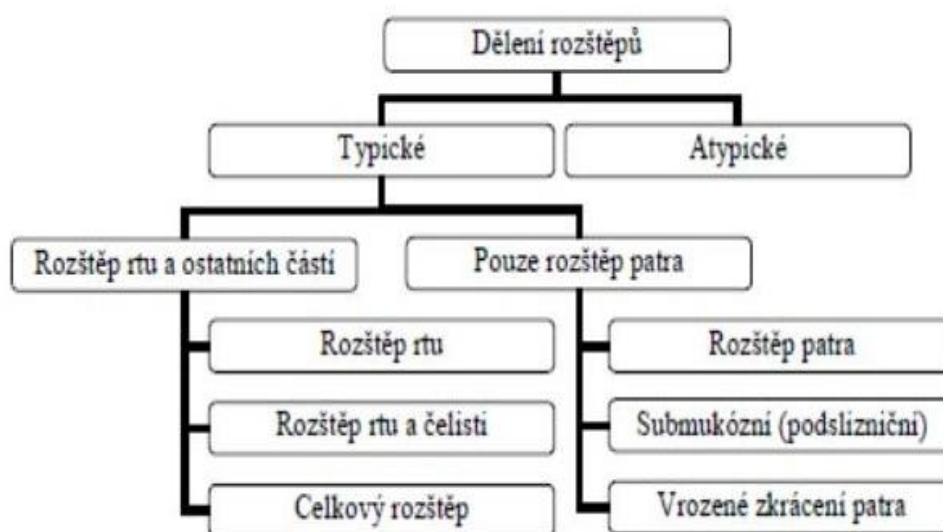 Dělení rozštěpů
Typické
Atypické
Rozštěp rtu a ostatních částí
Pouze rozštěp patra
Rozštěp rtu
Rozštěp patra
Rozštěp rtu a čelisti
Submukózní (podslizniční)
Celkový rozštěp
Vrozené zkrácení patra